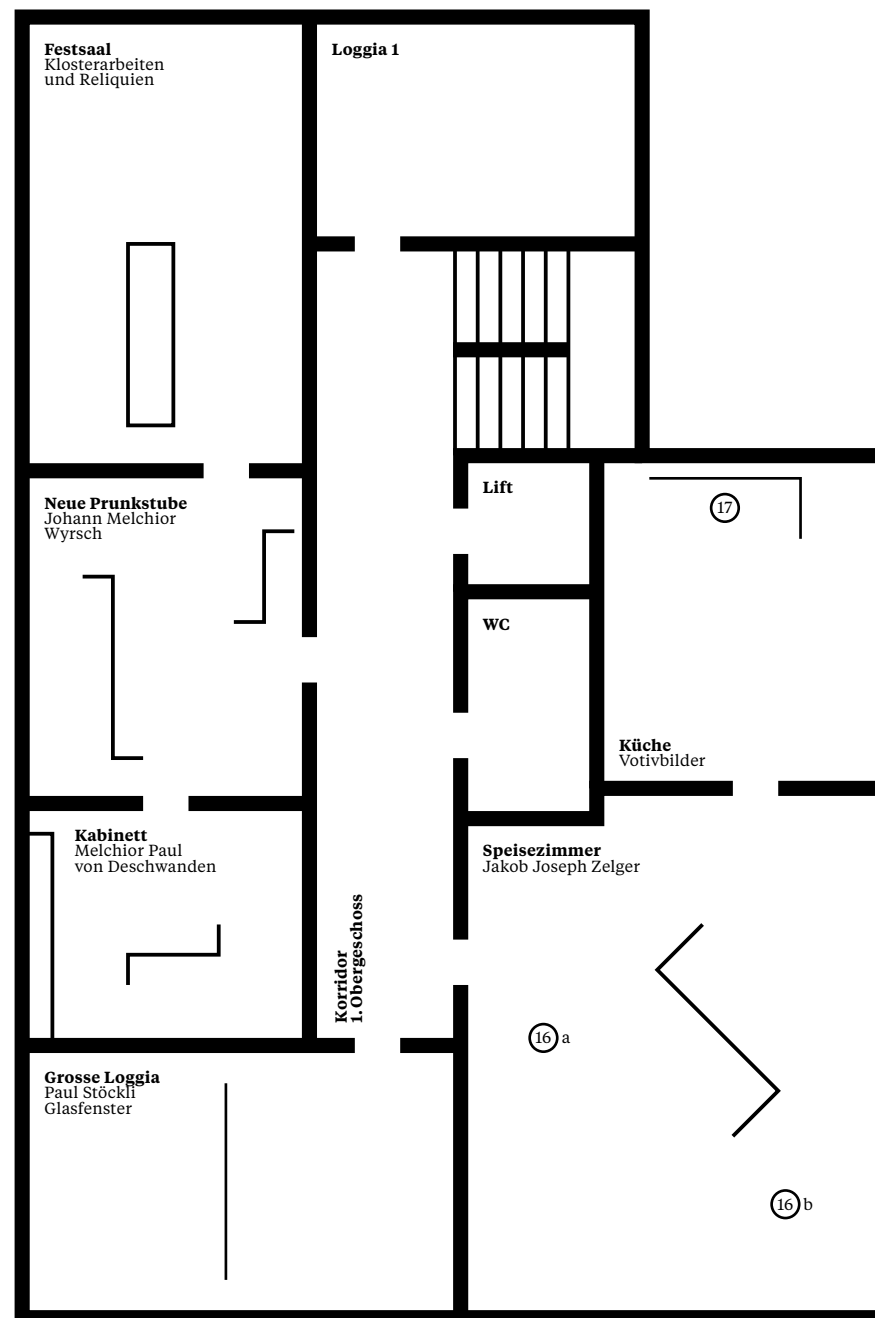 Festsaal
Klosterarbeiten
und Reliquien
Loggia 1
Neue Prunkstube
Johann Melchior
Wyrsch
Lift
17
WC
Küche
Votivbilder
Kabinett
Melchior Paul
von Deschwanden
Speisezimmer
Jakob Joseph Zelger
Korridor
1. Obergeschoss
16 a
Grosse Loggia
Paul Stöckli
Glasfenster
16 b